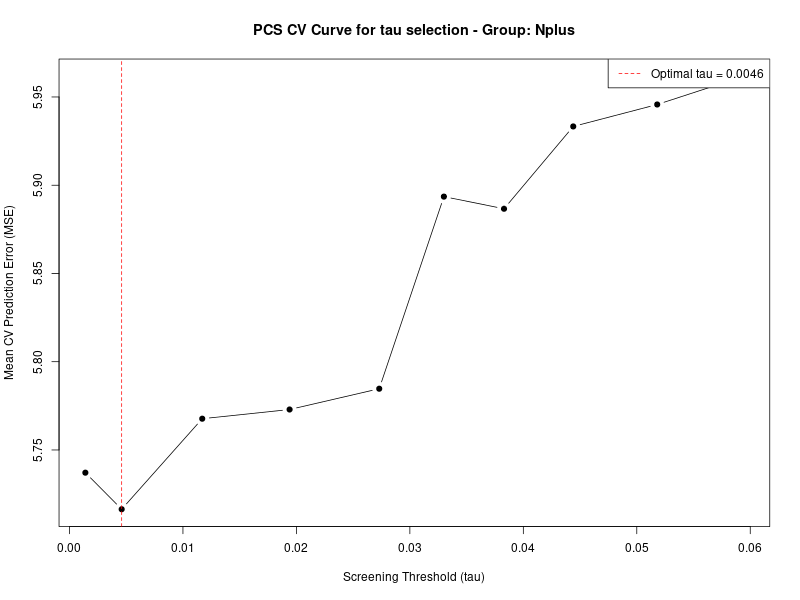 PCS CV Curve for tau selection - Group: Nplus
Optimal tau = 0.0046
Mean CV Prediction Error (MSE)
5.95
5.90
5.85
5.80
5.75
0.00 0.01 0.02 0.03 0.04 0.05 0.06
Screening Threshold (tau)